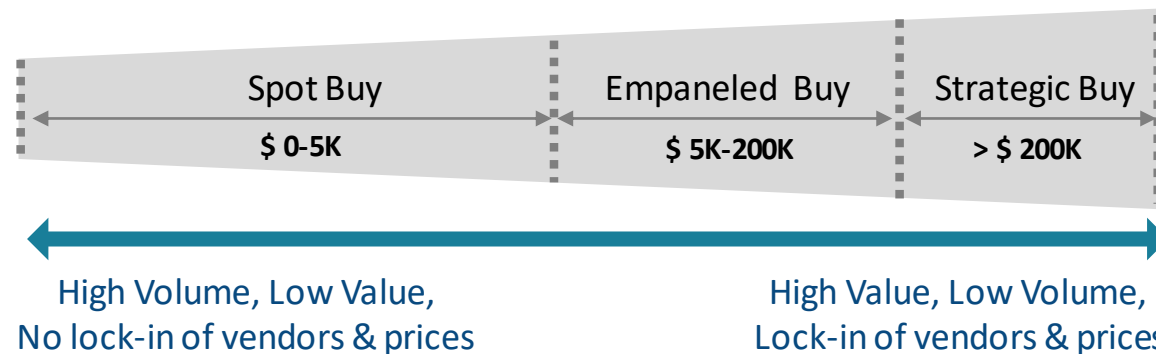 Spot Buy
Empaneled Buy
Strategic Buy
$ 0-5K
$ 5K-200K
> $ 200K
High Volume, Low Value,
No lock-in of vendors & prices
High Value, Low Volume,
Lock-in of vendors & prices